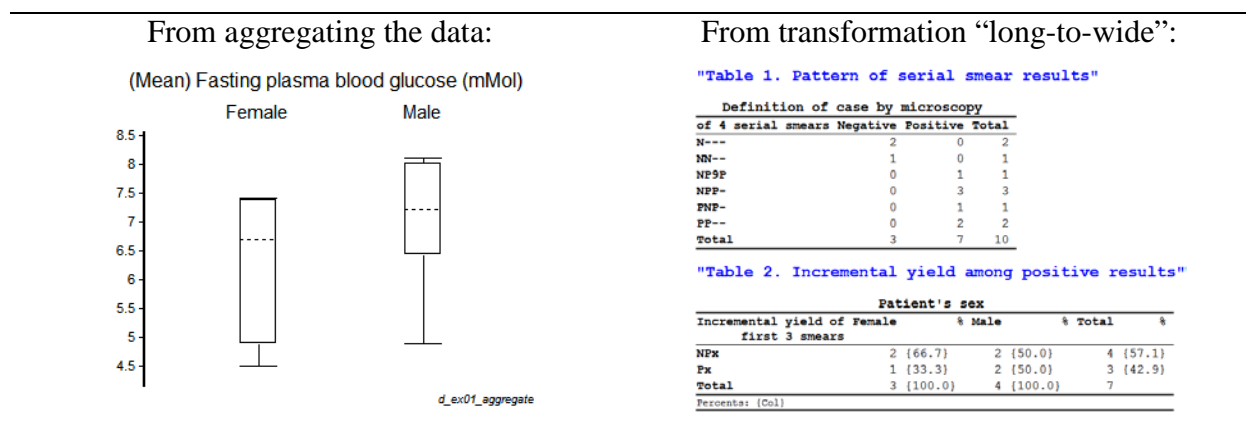 From aggregating the data:
(Mean) Fasting plasma blood glucose (mMol)
Female Male
8.5
8
7.5
7
6.5
6
5.5
5
4.5
d_ex01_aggregate
From transformation “long-to-wide”:
"Table 1. Pattern of serial smear results"
Definition of case by microscopy
of 4 serial smears Negative Positive Total
N--- 2 0 2
NN-- 1 0 1
NP9P 0 1 1
NPP- 0 3 3
PNP- 0 1 1
PP-- 0 2 2
Total 3 7 10
"Table 2. Incremental yield among positive results"
Patient's sex
Incremental yield of Female % Male % Total %
first 3 smears
NPx 2 {66.7} 2 {50.0} 4 {57.1}
Px 1 {33.3} 2 {50.0} 3 {42.9}
Total 3 {100.0} 4 {100.0} 7
Percents: {Col}